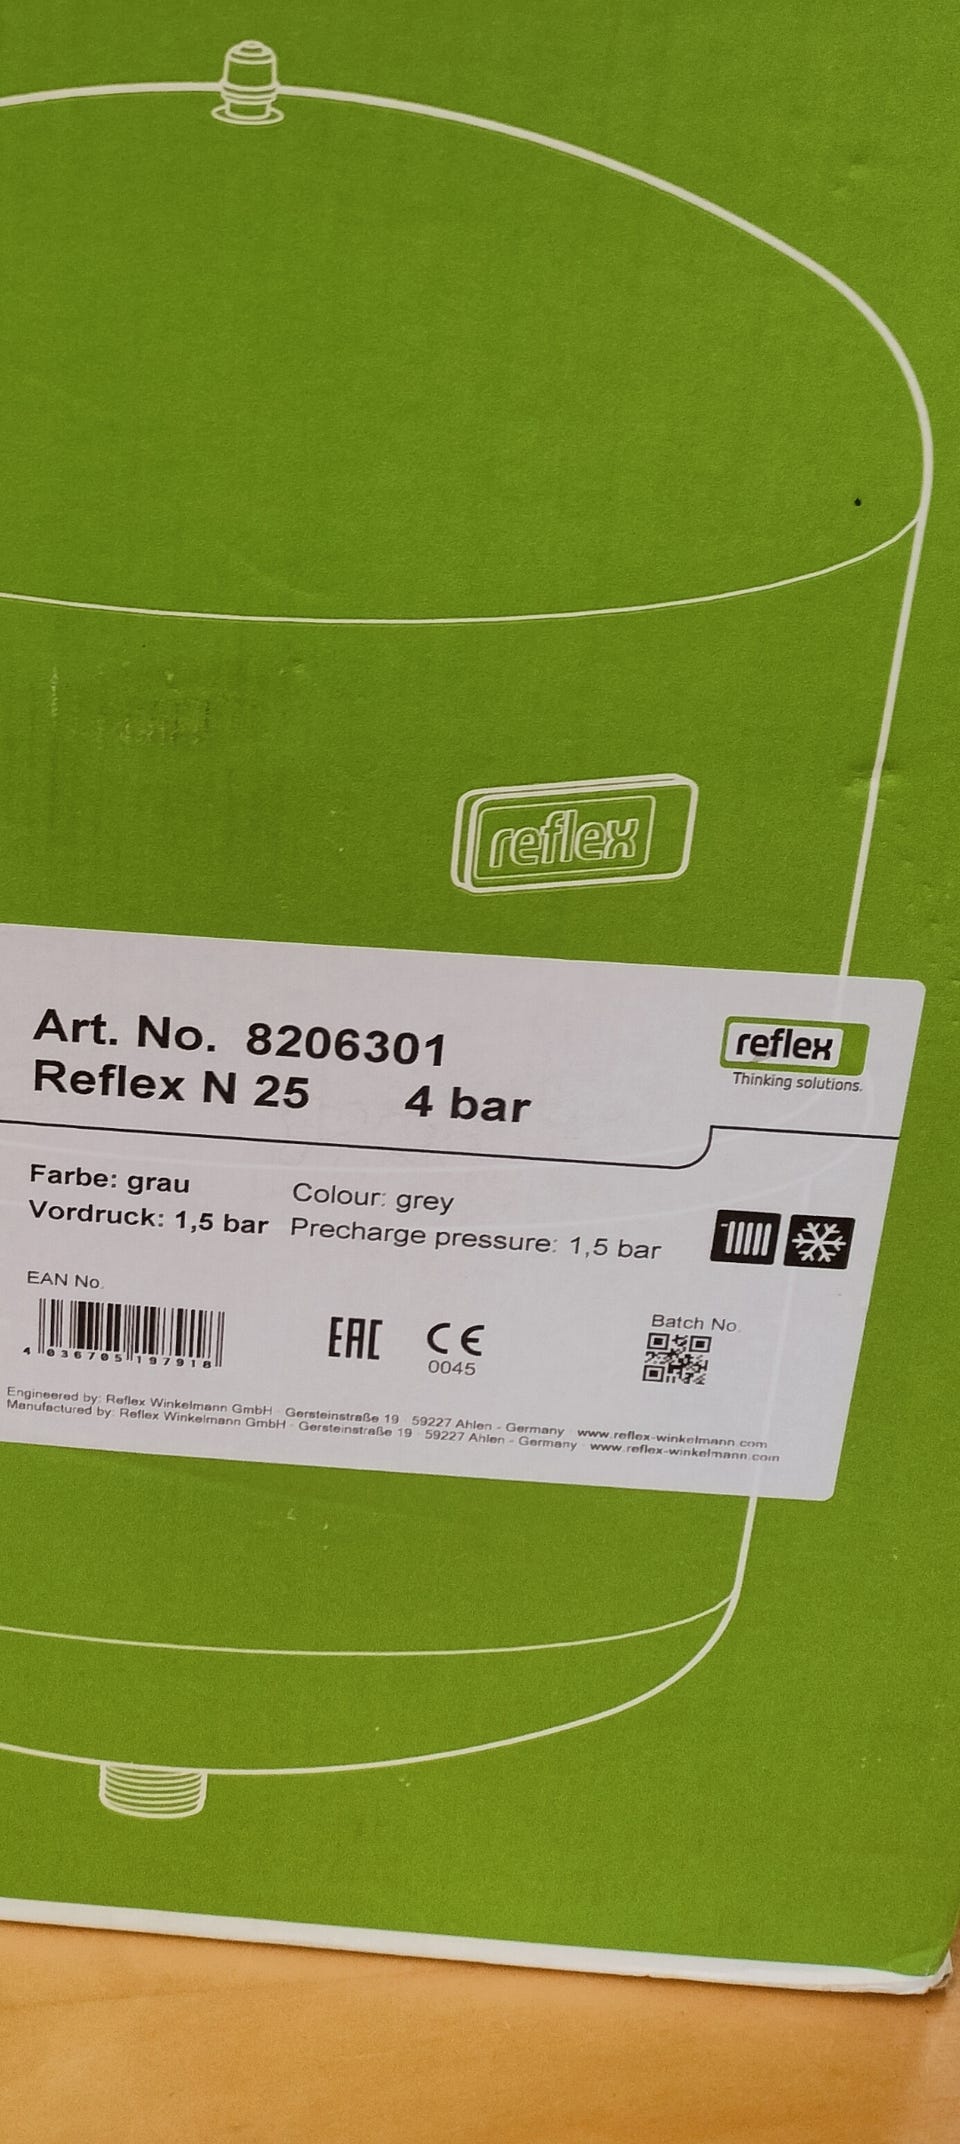 reflex
Art. No. 8206301
Reflex N 25 4 bar
reflex
Thinking solutions.
Farbe: grau Colour: grey
Vordruck: 1,5 bar Precharge pressure: 1,5 bar
EAN No.
4 036705 197918
EAC CE
0045
Batch No.
Engineered by: Reflex Winkelmann GmbH · Gersteinstraße 19 · 59227 Ahlen - Germany · www.reflex-winkelmann.com
Manufactured by: Reflex Winkelmann GmbH · Gersteinstraße 19 · 59227 Ahlen - Germany · www.reflex-winkelmann.com